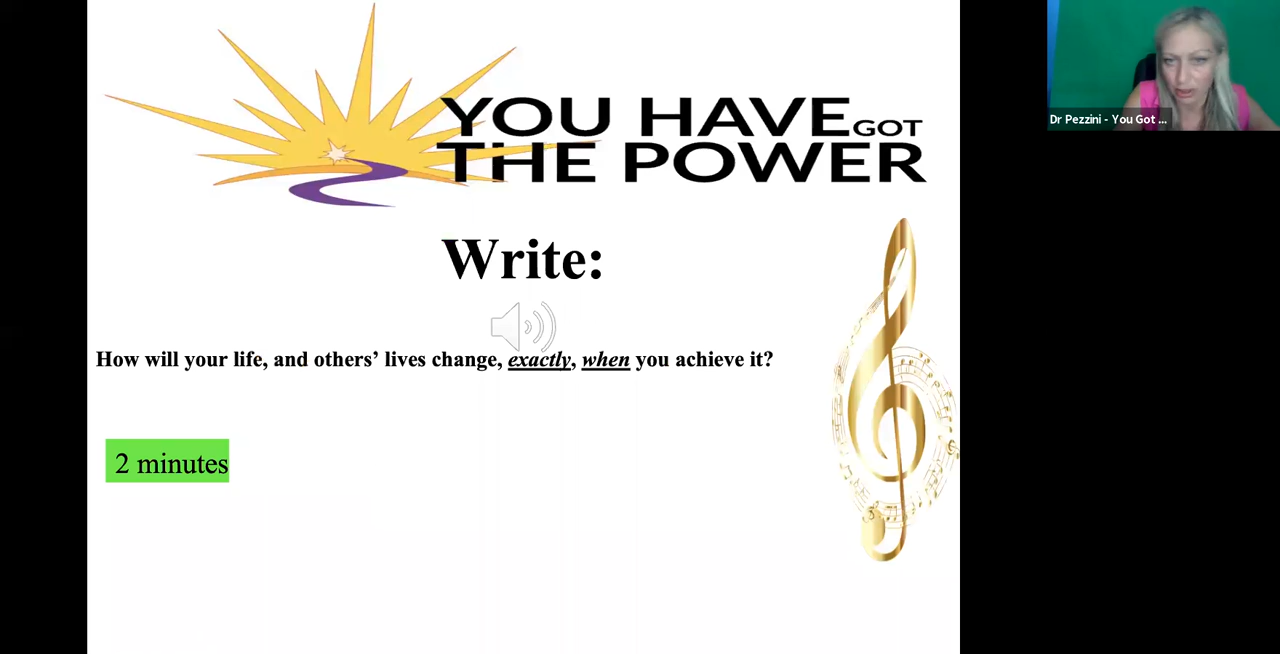 YOU HAVE GOT
THE POWER
Dr Pezzini - You Got ...
Write:
How will your life, and others’ lives change, exactly, when you achieve it?
2 minutes